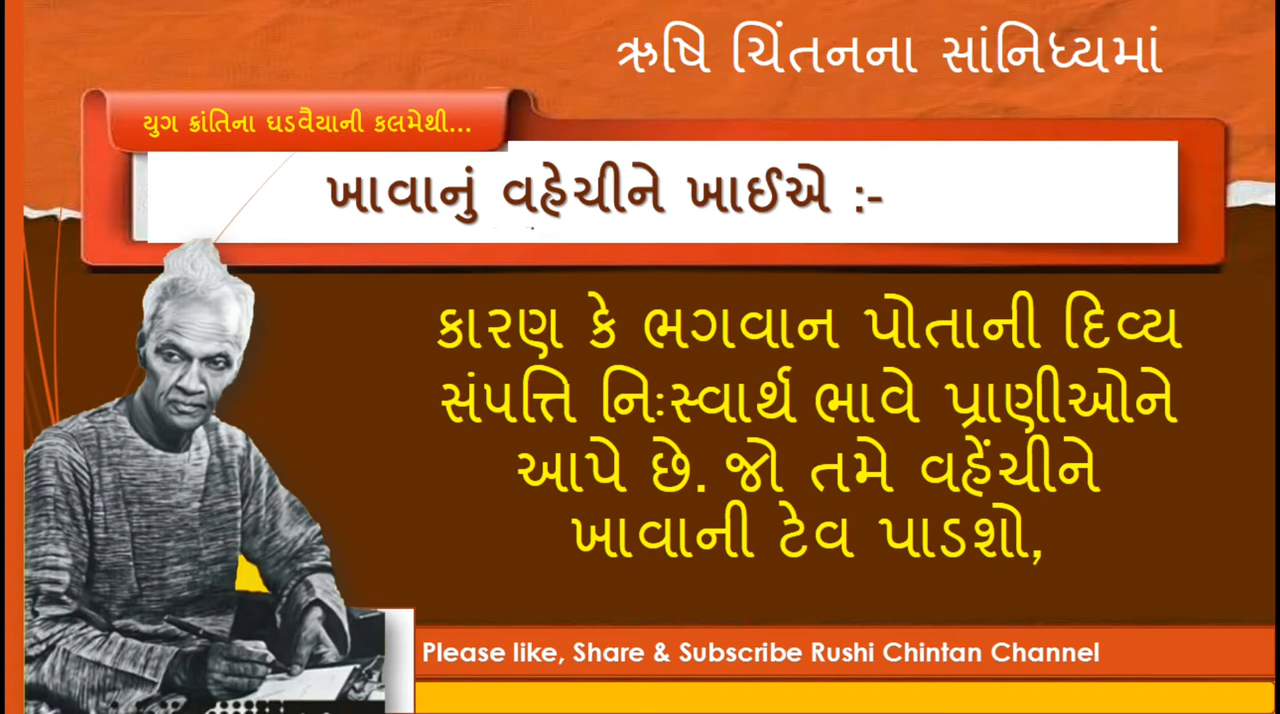 ઋષિ ચિંતનના સાંનિધ્યમાં
યુગ ક્રાંતિના ઘડવૈયાની કલમેથી...
ખાવાનું વહેચીને ખાઈએ :-
કારણ કે ભગવાન પોતાની દિવ્ય
સંપત્તિ નિઃસ્વાર્થ ભાવે પ્રાણીઓને
આપે છે. જો તમે વહેંચીને
ખાવાની ટેવ પાડશો,
Please like, Share & Subscribe Rushi Chintan Channel